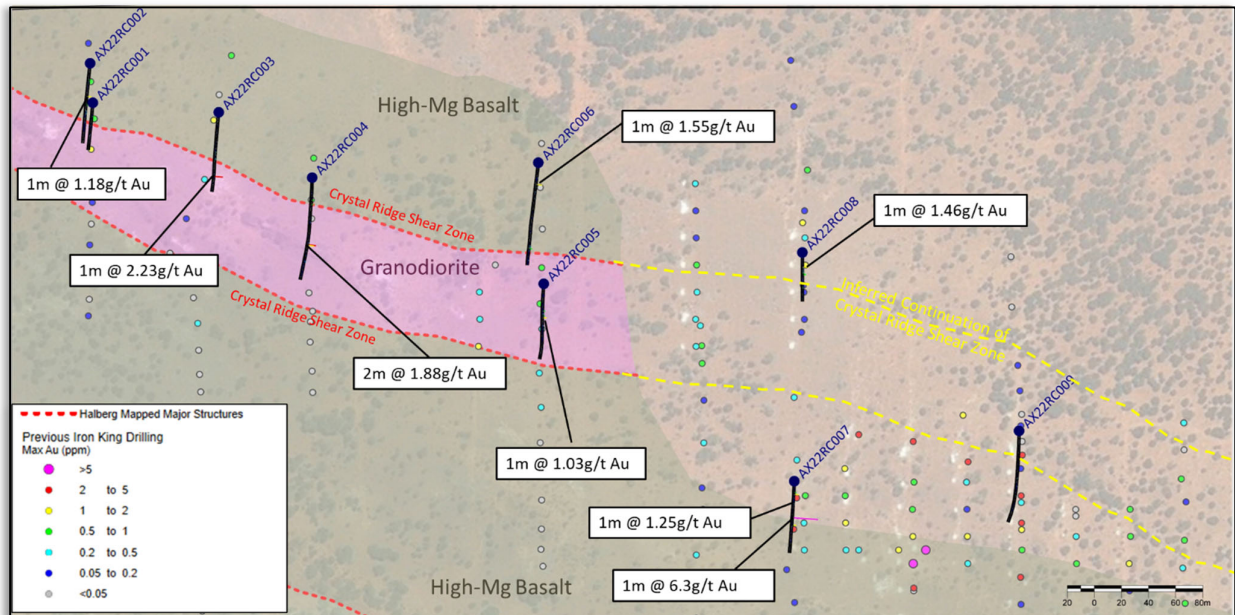 AX22RC002
AX22RC001
AX22RC003
AX22RC004
High-Mg Basalt
AX22RC006
1m @ 1.55g/t Au
1m @ 1.18g/t Au
Crystal Ridge Shear Zone
AX22RC008
1m @ 1.46g/t Au
1m @ 2.23g/t Au
Granodiorite
AX22RC005
Crystal Ridge Shear Zone
Inferred Continuation of
Crystal Ridge Shear Zone
2m @ 1.88g/t Au
AX22RC009
1m @ 1.03g/t Au
AX22RC007
1m @ 1.25g/t Au
1m @ 6.3g/t Au
High-Mg Basalt
Halberg Mapped Major Structures
Previous Iron King Drilling
Max Au (ppm)
>5
2 to 5
1 to 2
0.5 to 1
0.2 to 0.5
0.05 to 0.2
<0.05
20 0 20 40 60 80m